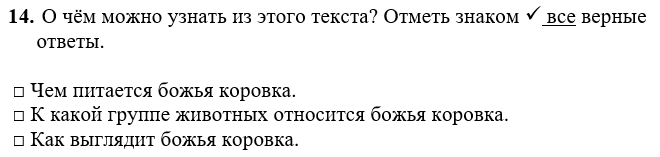 14. О чём можно узнать из этого текста? Отметь знаком ✓ все верные
ответы.
□ Чем питается божья коровка.
□ К какой группе животных относится божья коровка.
□ Как выглядит божья коровка.